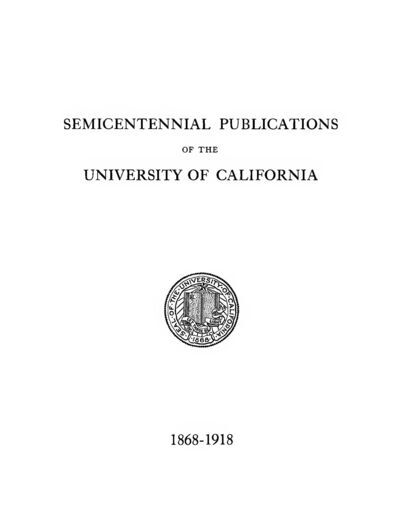 SEMICENTENNIAL PUBLICATIONS
OF THE
UNIVERSITY OF CALIFORNIA
SEAL OF THE UNIVERSITY OF CALIFORNIA
1868
1868-1918